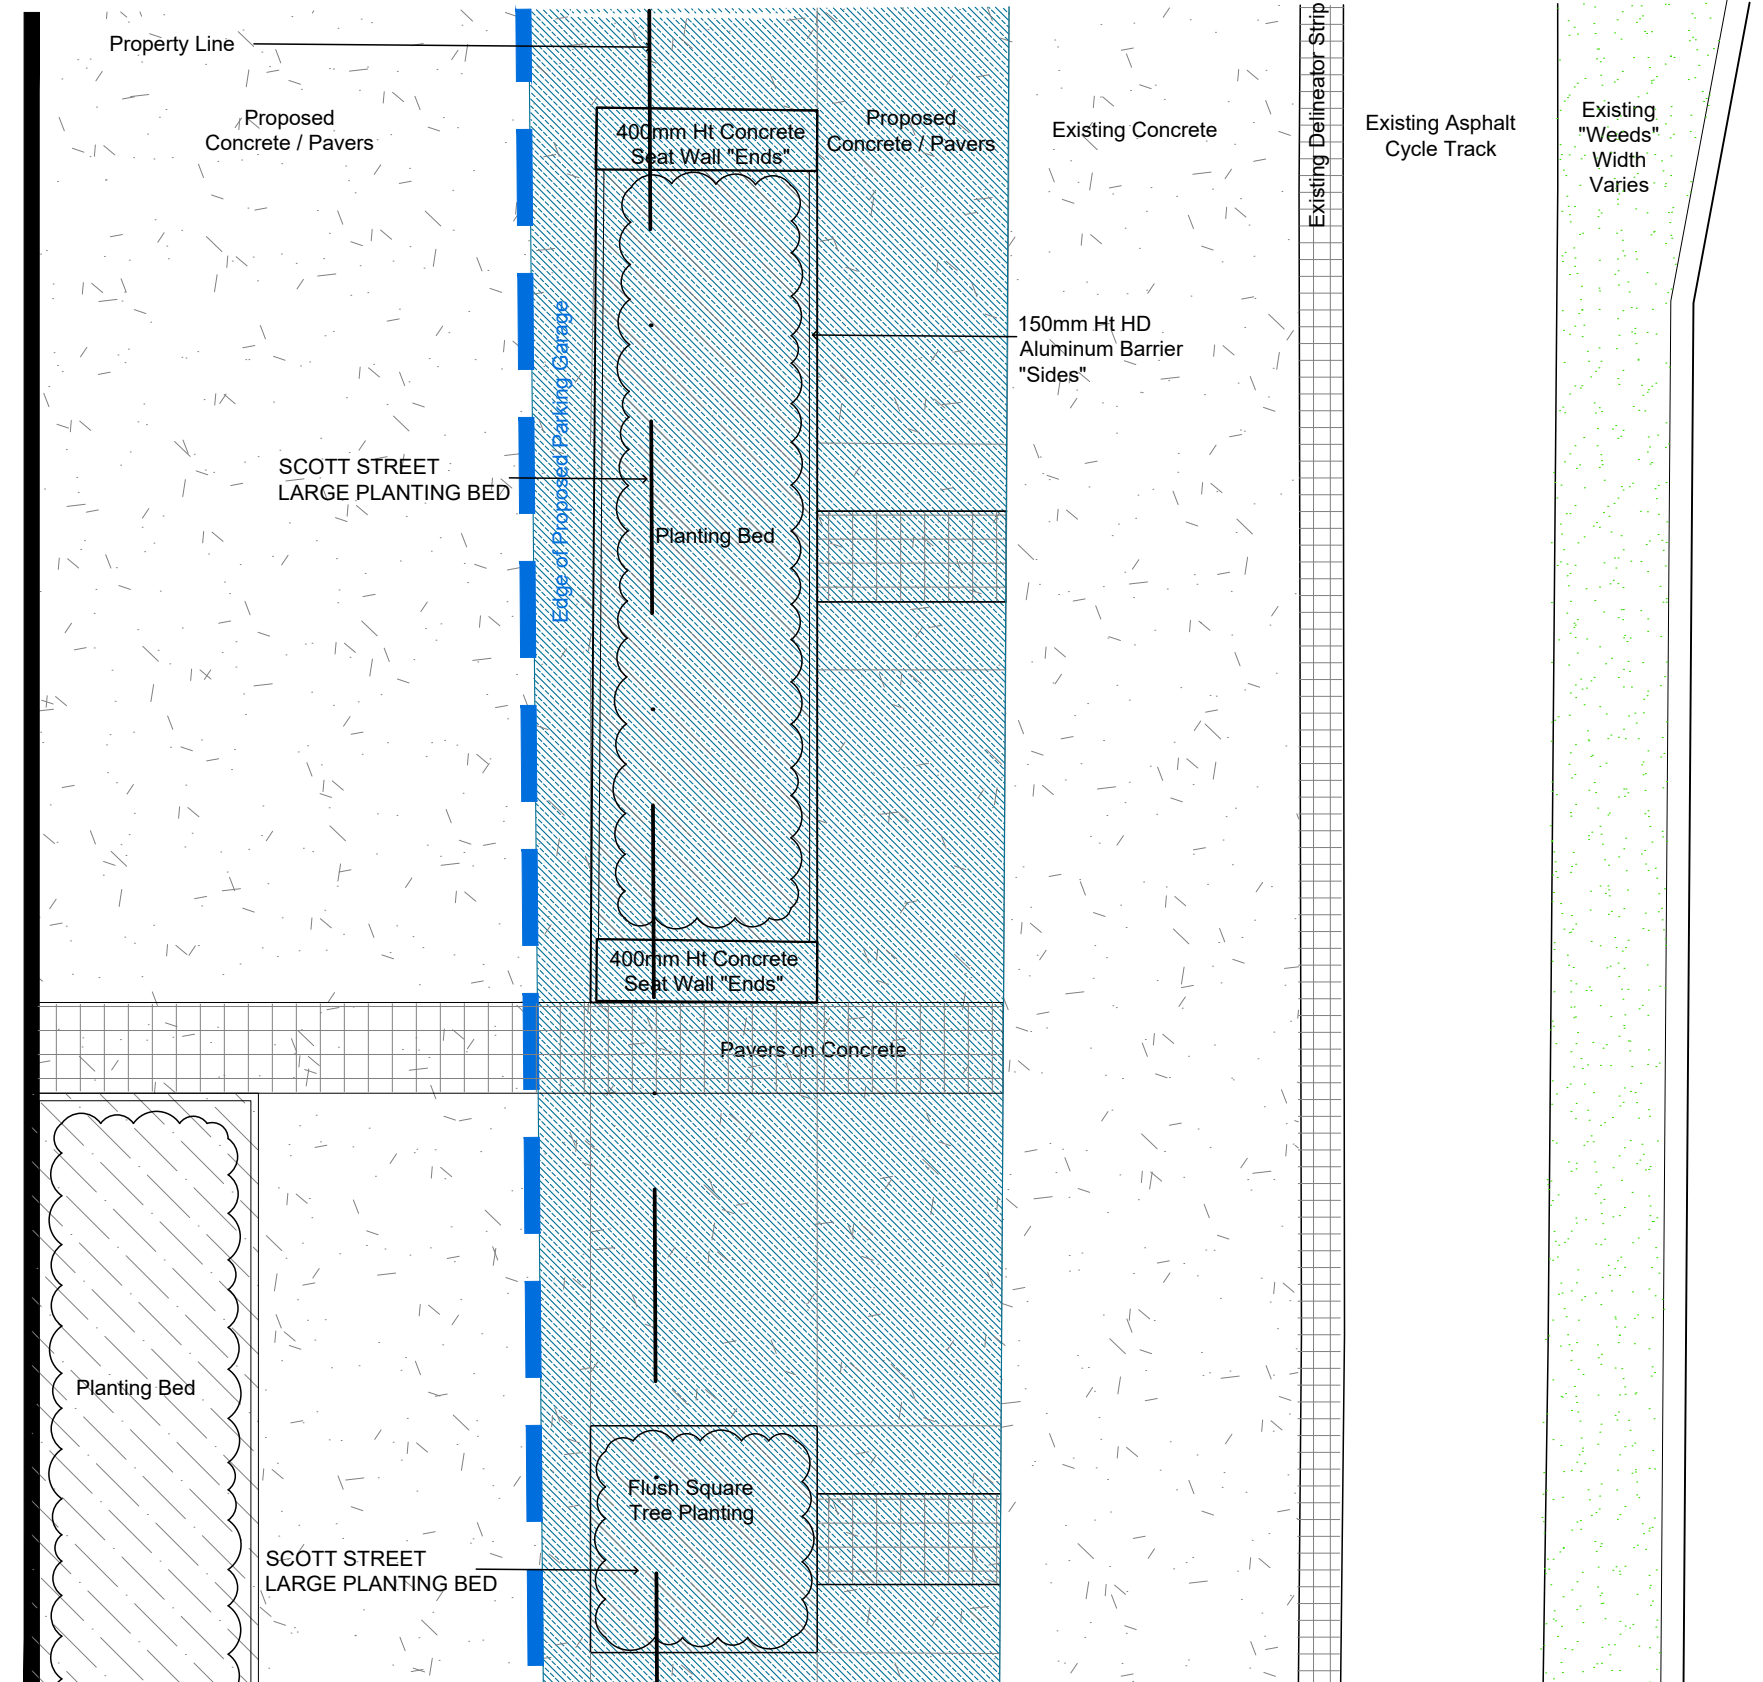 Property Line
Proposed
Concrete / Pavers
400mm Ht Concrete
Seat Wall "Ends"
Proposed
Concrete / Pavers
Existing Concrete
Existing Delineator Strip
Existing Asphalt
Cycle Track
Existing
"Weeds"
Width
Varies
150mm Ht HD
Aluminum Barrier
"Sides"
Edge of Proposed Parking Garage
SCOTT STREET
LARGE PLANTING BED
Planting Bed
400mm Ht Concrete
Seat Wall "Ends"
Pavers on Concrete
Planting Bed
Flush Square
Tree Planting
SCOTT STREET
LARGE PLANTING BED